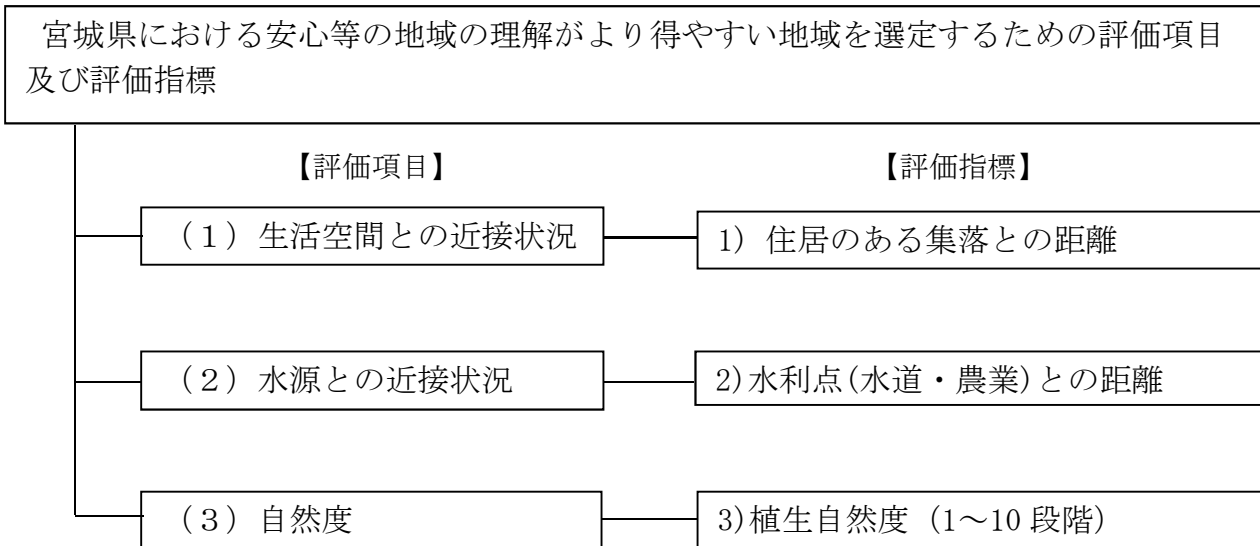 宮城県における安心等の地域の理解がより得やすい地域を選定するための評価項目
及び評価指標
【評価項目】 【評価指標】
（１）生活空間との近接状況 1) 住居のある集落との距離
（２）水源との近接状況 2)水利点(水道・農業)との距離
（３）自然度 3)植生自然度（1～10 段階）